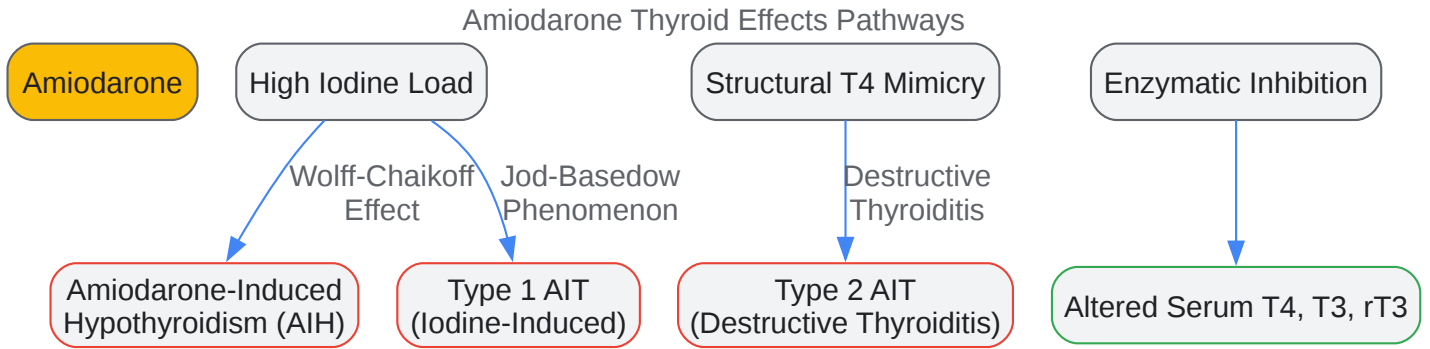 Amiodarone Thyroid Effects Pathways
Amiodarone
High Iodine Load
Structural T4 Mimicry
Enzymatic Inhibition
Wolff-Chaikoff
Effect
Jod-Basedow
Phenomenon
Destructive
Thyroiditis
Amiodarone-Induced
Hypothyroidism (AIH)
Type 1 AIT
(Iodine-Induced)
Type 2 AIT
(Destructive Thyroiditis)
Altered Serum T4, T3, rT3